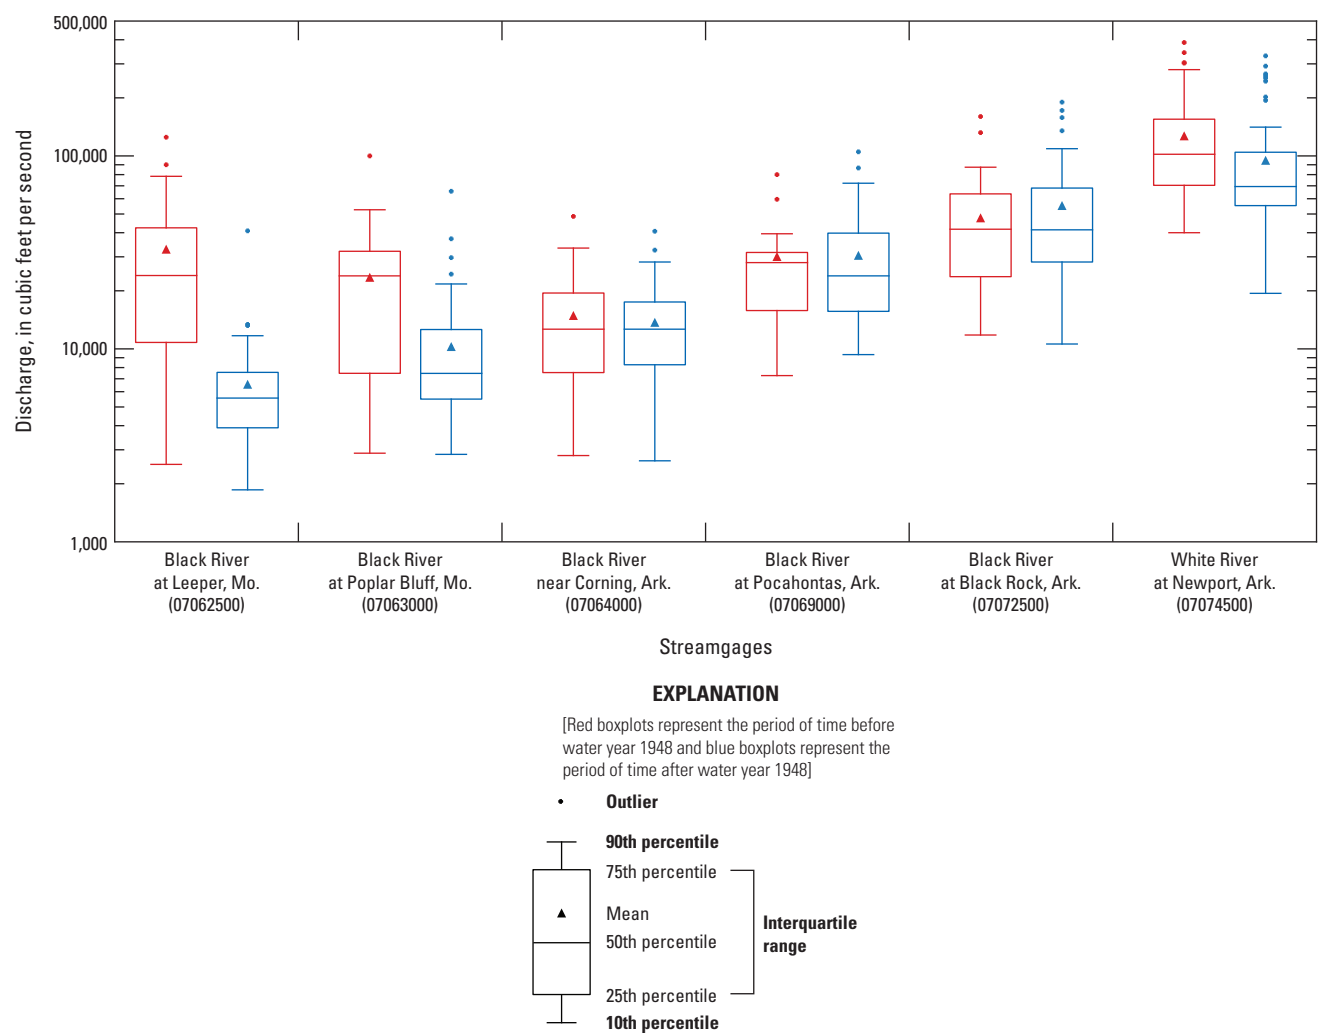 500,000
100,000
10,000
1,000
Discharge, in cubic feet per second
Black River
at Leeper, Mo.
(07062500)
Black River
at Poplar Bluff, Mo.
(07063000)
Black River
near Corning, Ark.
(07064000)
Black River
at Pocahontas, Ark.
(07069000)
Black River
at Black Rock, Ark.
(07072500)
White River
at Newport, Ark.
(07074500)
Streamgages
EXPLANATION
[Red boxplots represent the period of time before
water year 1948 and blue boxplots represent the
period of time after water year 1948]
Outlier
90th percentile
75th percentile
Mean
50th percentile
Interquartile
range
25th percentile
10th percentile